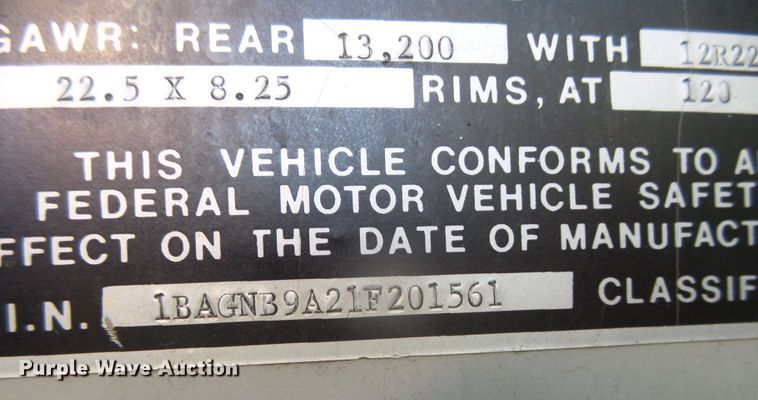 GAWR: REAR 13,200 WITH 12R22
22.5 X 8.25 RIMS, AT 120
THIS VEHICLE CONFORMS TO A
FEDERAL MOTOR VEHICLE SAFET
FFECT ON THE DATE OF MANUFACT
I.N. 1BAGNB9A21F201561 CLASSIF
Purple Wave Auction